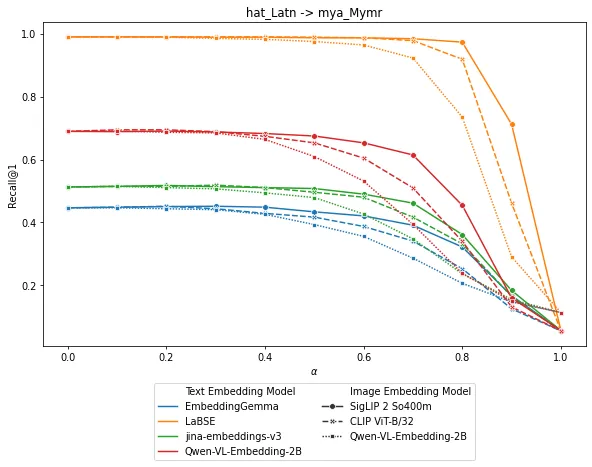 hat_Latn -> mya_Mymr
1.0
0.8
0.6
0.4
0.2
Recall@1
0.0 0.2 0.4 0.6 0.8 1.0
α
Text Embedding Model
EmbeddingGemma
LaBSE
jina-embeddings-v3
Qwen-VL-Embedding-2B
Image Embedding Model
SigLIP 2 So400m
CLIP ViT-B/32
Qwen-VL-Embedding-2B